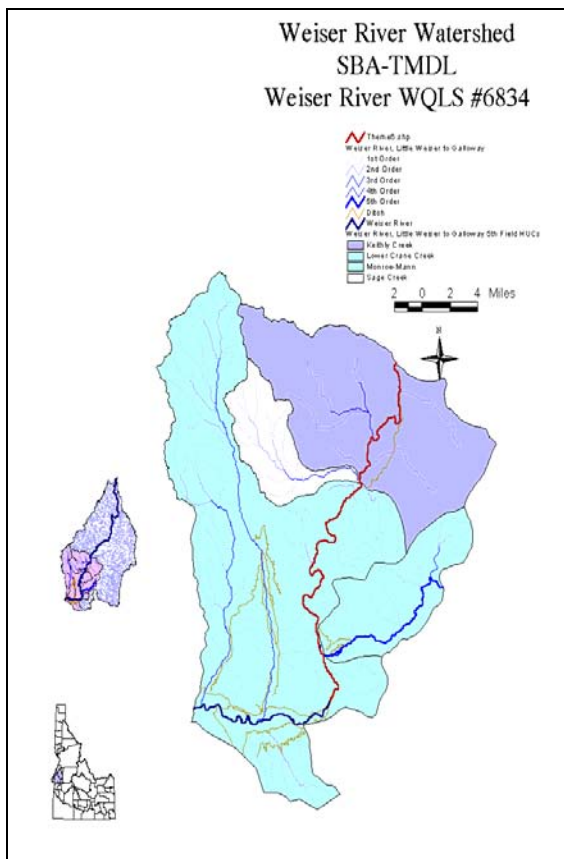 Weiser River Watershed
SBA-TMDL
Weiser River WQLS #6834
Theme5.shp
Weiser River, Little Weiser to Galloway
1st Order
2nd Order
3rd Order
4th Order
5th Order
Ditch
Weiser River
Weiser River, Little Weiser to Galloway 5th Field HUCs
Keithly Creek
Lower Crane Creek
Monroe-Mann
Sage Creek
2 0 2 4 Miles
N